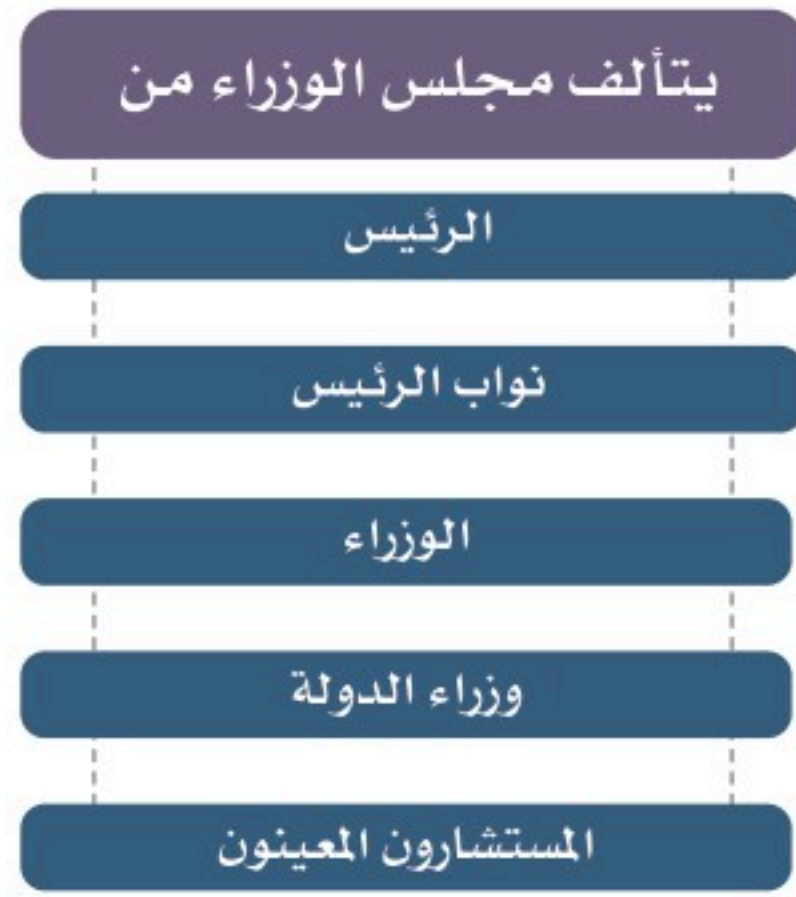 يتألف مجلس الوزراء من
الرئيس
نواب الرئيس
الوزراء
وزراء الدولة
المستشارون المعينون